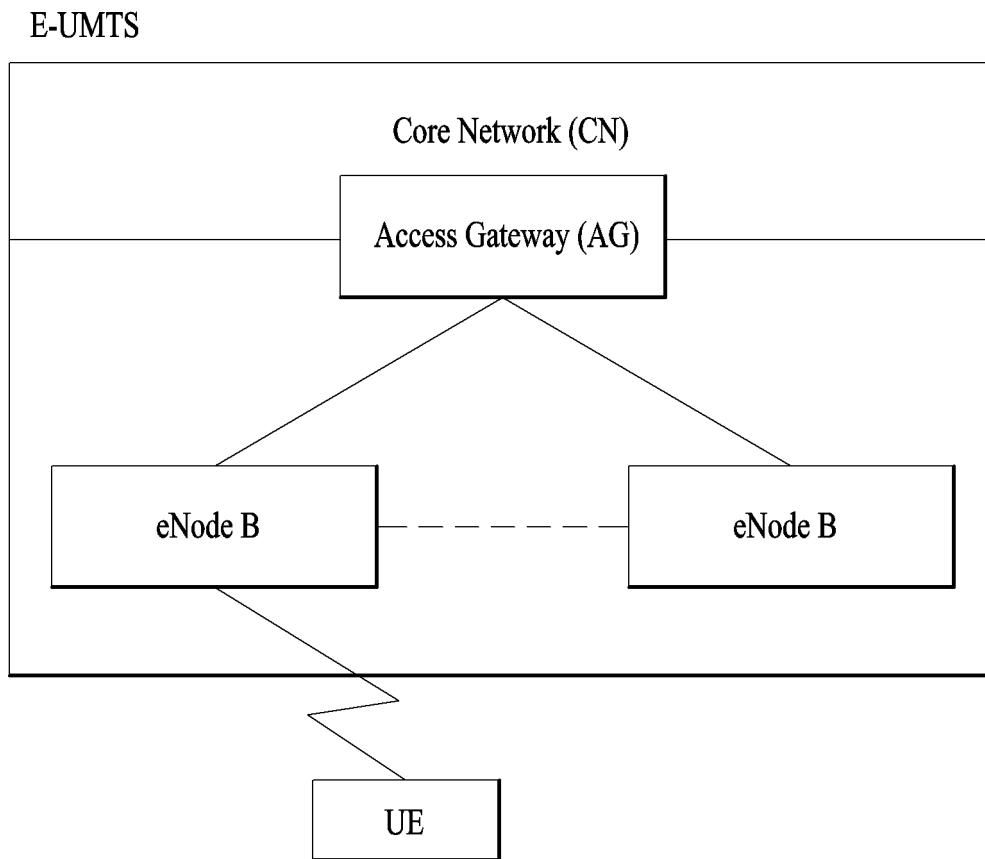 E-UMTS
Core Network (CN)
Access Gateway (AG)
eNode B
eNode B
UE